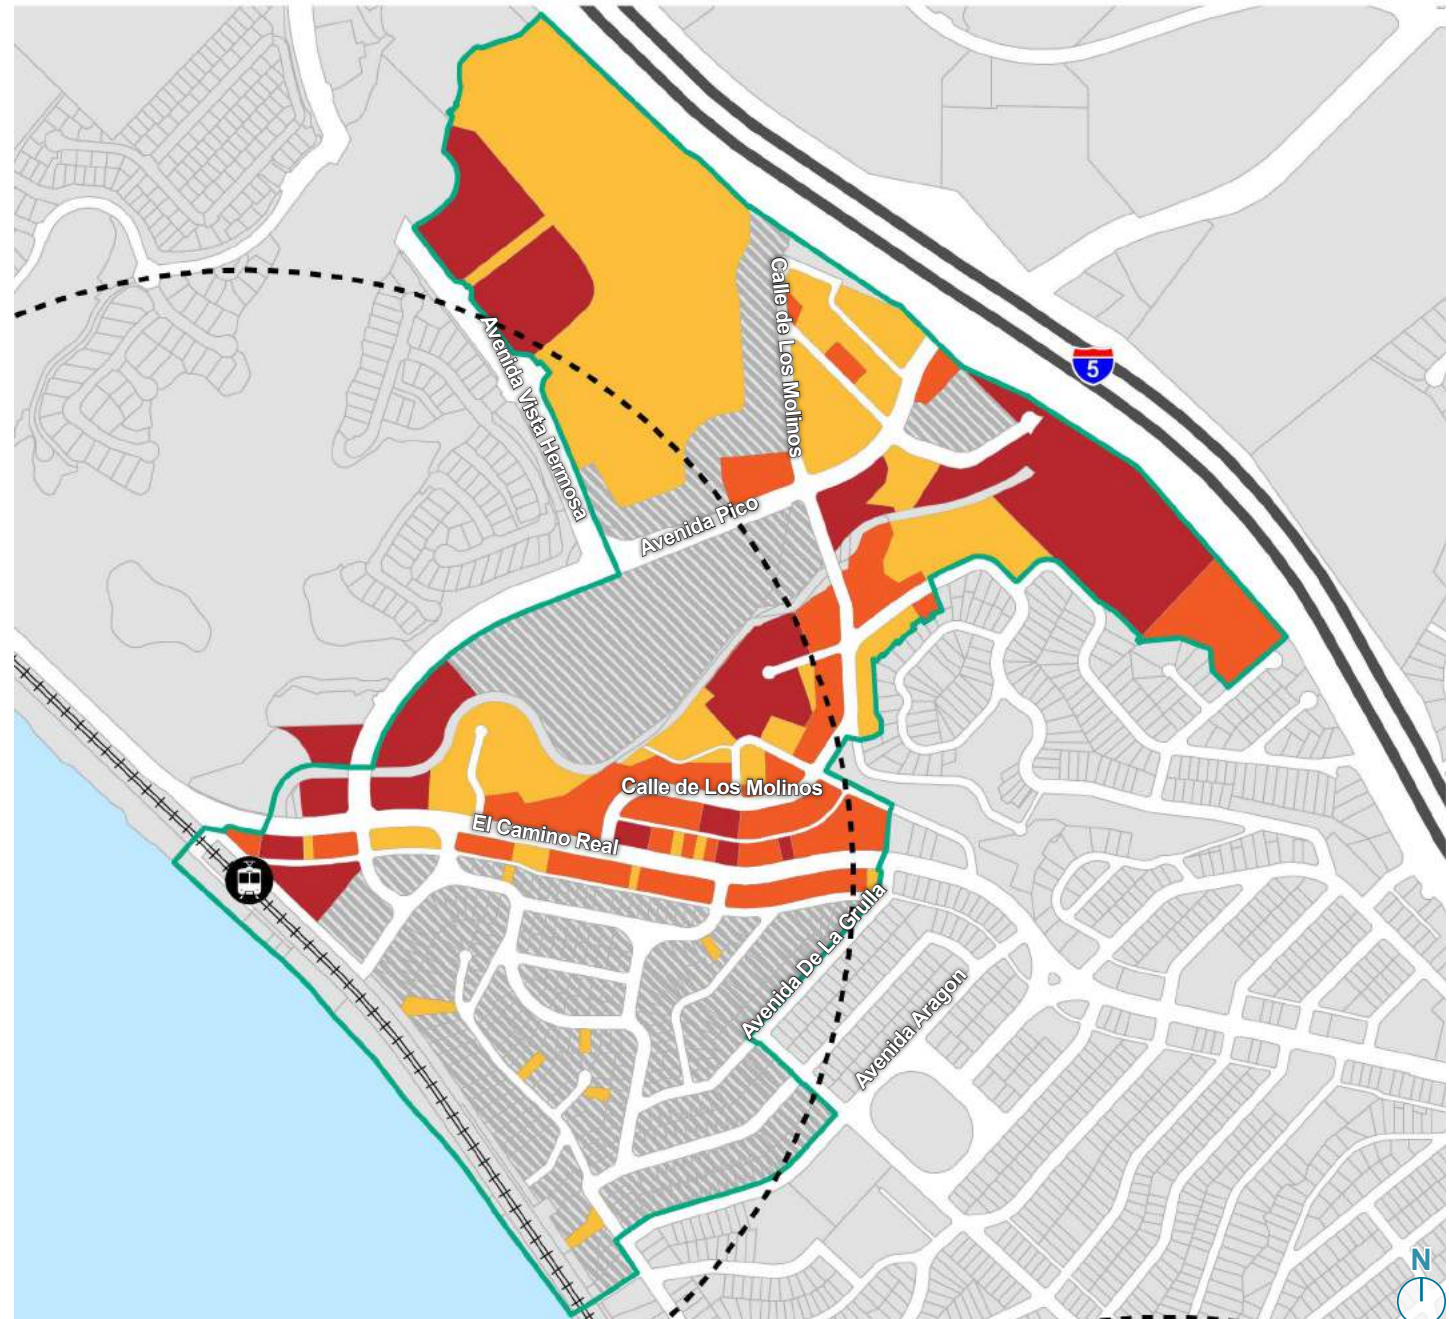 Calle de Los Molinos
5
Avenida Vista Hermosa
Avenida Pico
Calle de Los Molinos
El Camino Real
Avenida De La Grulla
Avenida Aragon
N